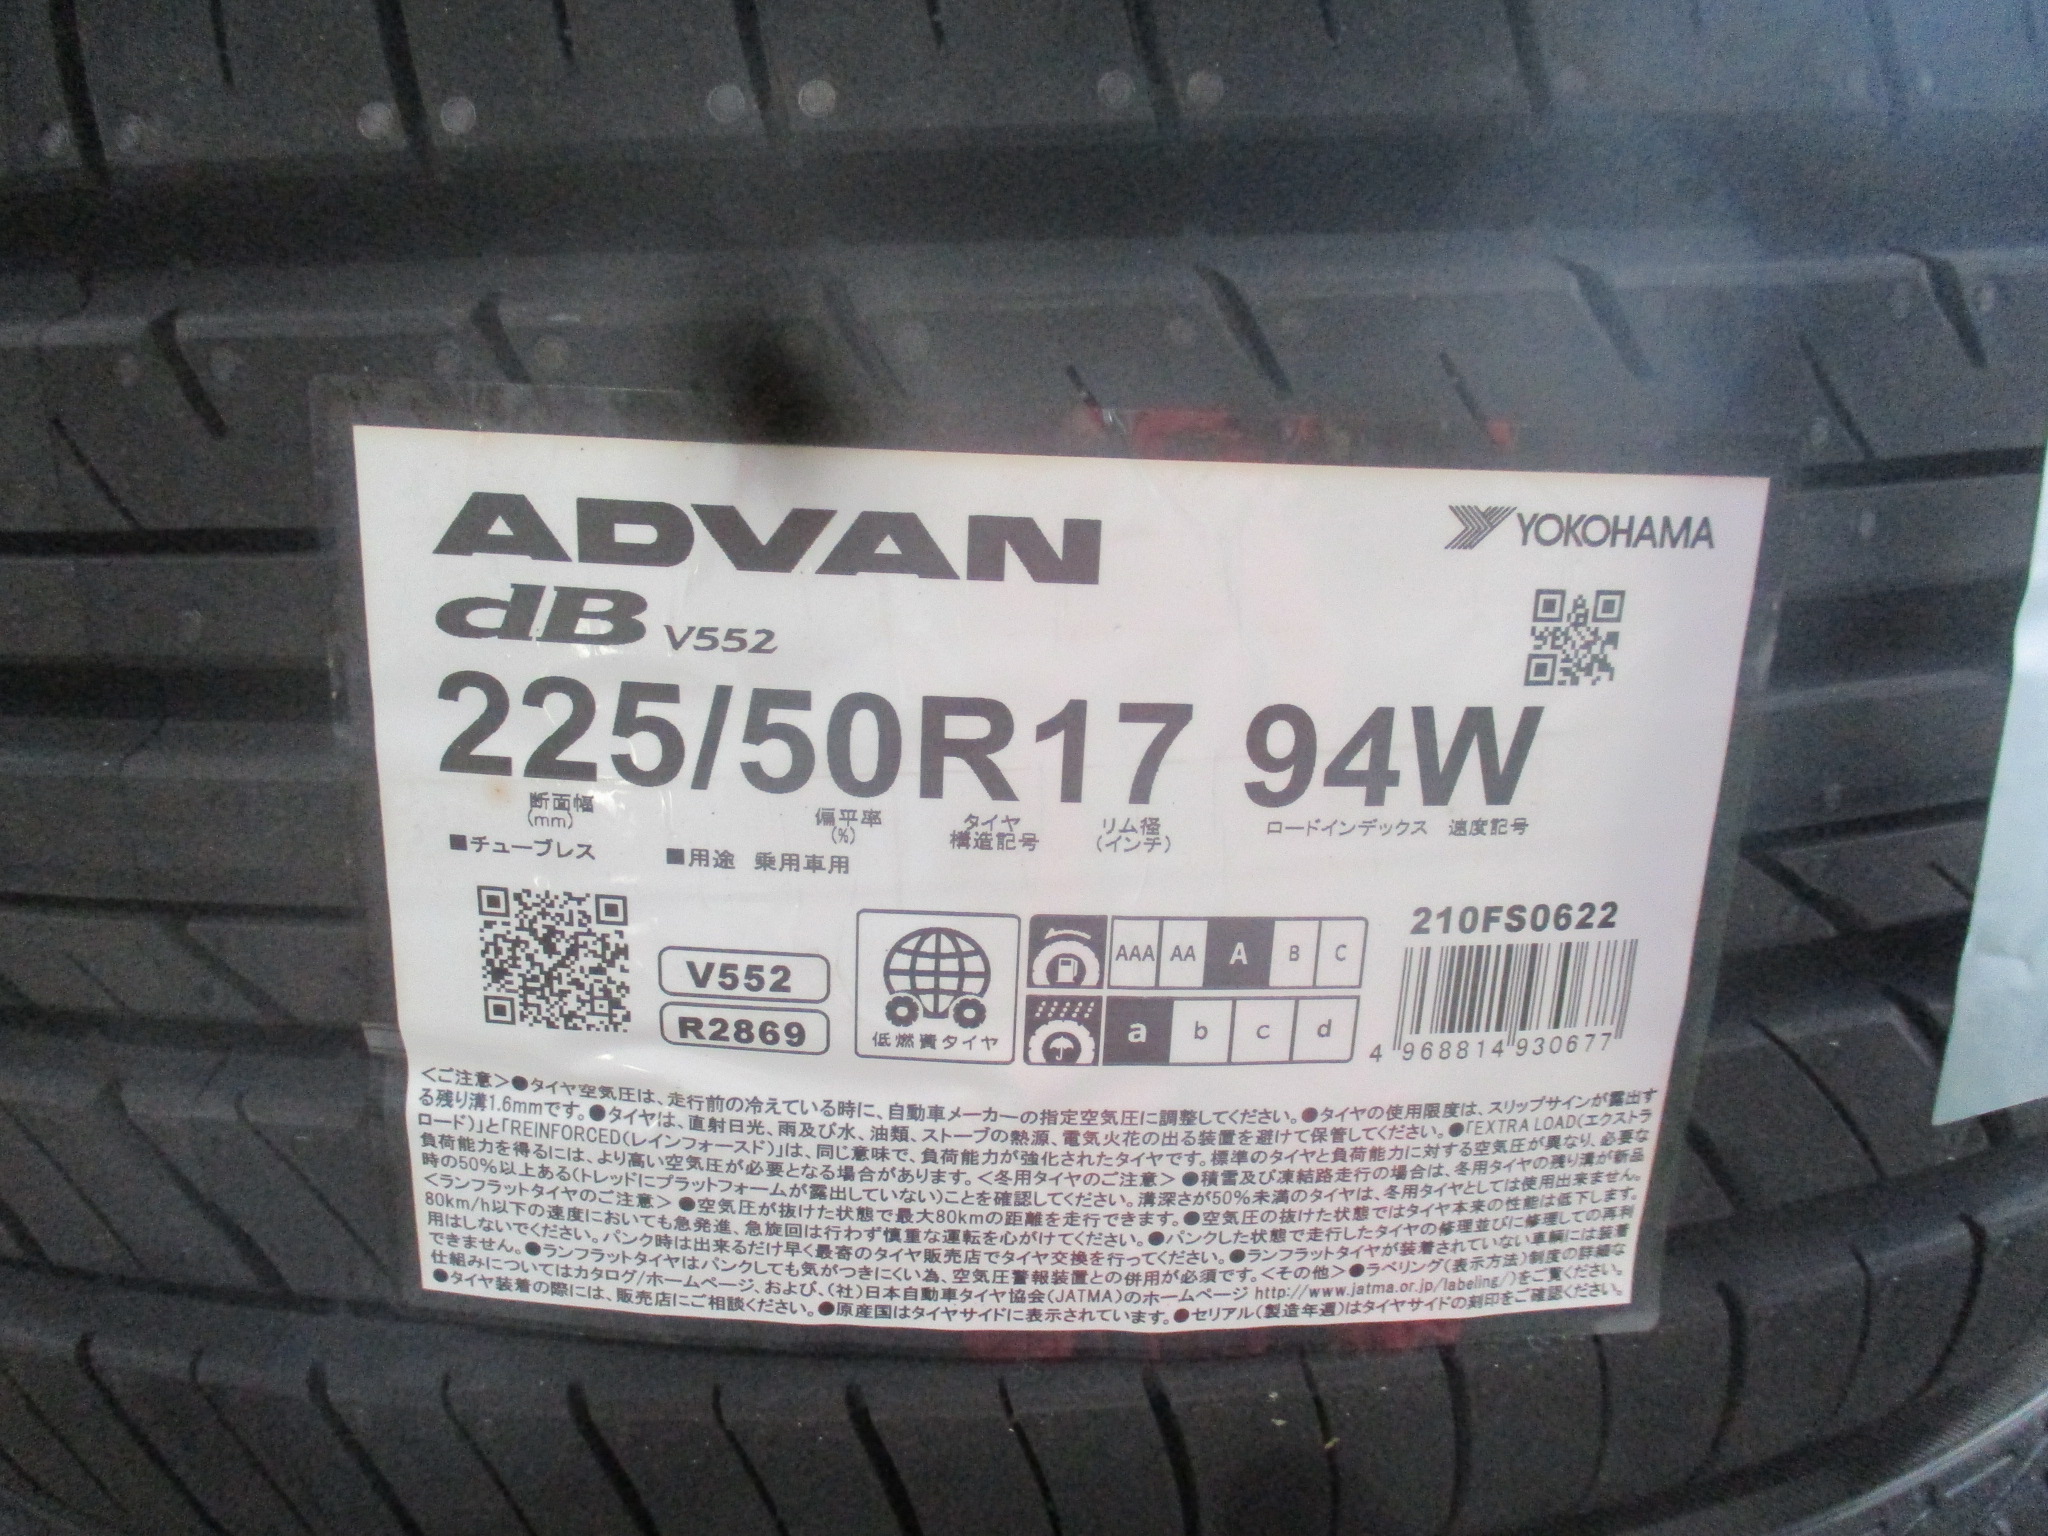 ADVAN
YOKOHAMA
dB V552
225/50R17 94W
断面幅
(mm)
偏平率
(%)
タイヤ
構造記号
リム径
(インチ)
ロードインデックス 速度記号
■チューブレス
■用途 乗用車用
V552
R2869
低燃費タイヤ
AAA AA A B C
a b c d
210FS0622
4 968814 930677
<ご注意>●タイヤ空気圧は、走行前の冷えている時に、自動車メーカーの指定空気圧に調整してください。●タイヤの使用限度は、スリップサインが露出す
る残り溝1.6mmです。●タイヤは、直射日光、雨及び水、油類、ストーブの熱源、電気火花の出る装置を避けて保管してください。●「EXTRA LOAD(エクストラ
ロード)」と「REINFORCED(レインフォースド)」は、同じ意味で、負荷能力が強化されたタイヤです。標準のタイヤと負荷能力に対する空気圧が異なり、必要な
負荷能力を得るには、より高い空気圧が必要となる場合があります。<冬用タイヤのご注意>●積雪及び凍結路走行の場合は、冬用タイヤの残り溝が新品
時の50%以上ある(トレッドにプラットフォームが露出していない)ことを確認してください。溝深さが50%未満のタイヤは、冬用タイヤとしては使用出来ません。
<ランフラットタイヤのご注意>●空気圧が抜けた状態で最大80kmの距離を走行できます。●空気圧の抜けた状態ではタイヤ本来の性能は低下します。
80km/h以下の速度においても急発進、急旋回は行わず慎重な運転を心がけてください。●パンクした状態で走行したタイヤの修理並びに修理しての再利
用はしないでください。パンク時は出来るだけ早く最寄のタイヤ販売店でタイヤ交換を行ってください。●ランフラットタイヤが装着されていない車輌には装着
できません。●ランフラットタイヤはパンクしても気がつきにくい為、空気圧警報装置との併用が必須です。<その他>●ラベリング(表示方法)制度の詳細な
仕組みについてはカタログ/ホームページ、および、(社)日本自動車タイヤ協会(JATMA)のホームページ http://www.jatma.or.jp/labeling/)をご覧ください。
●タイヤ装着の際には、販売店にご相談ください。●原産国はタイヤサイドに表示されています。●セリアル(製造年週)はタイヤサイドの刻印をご確認ください。